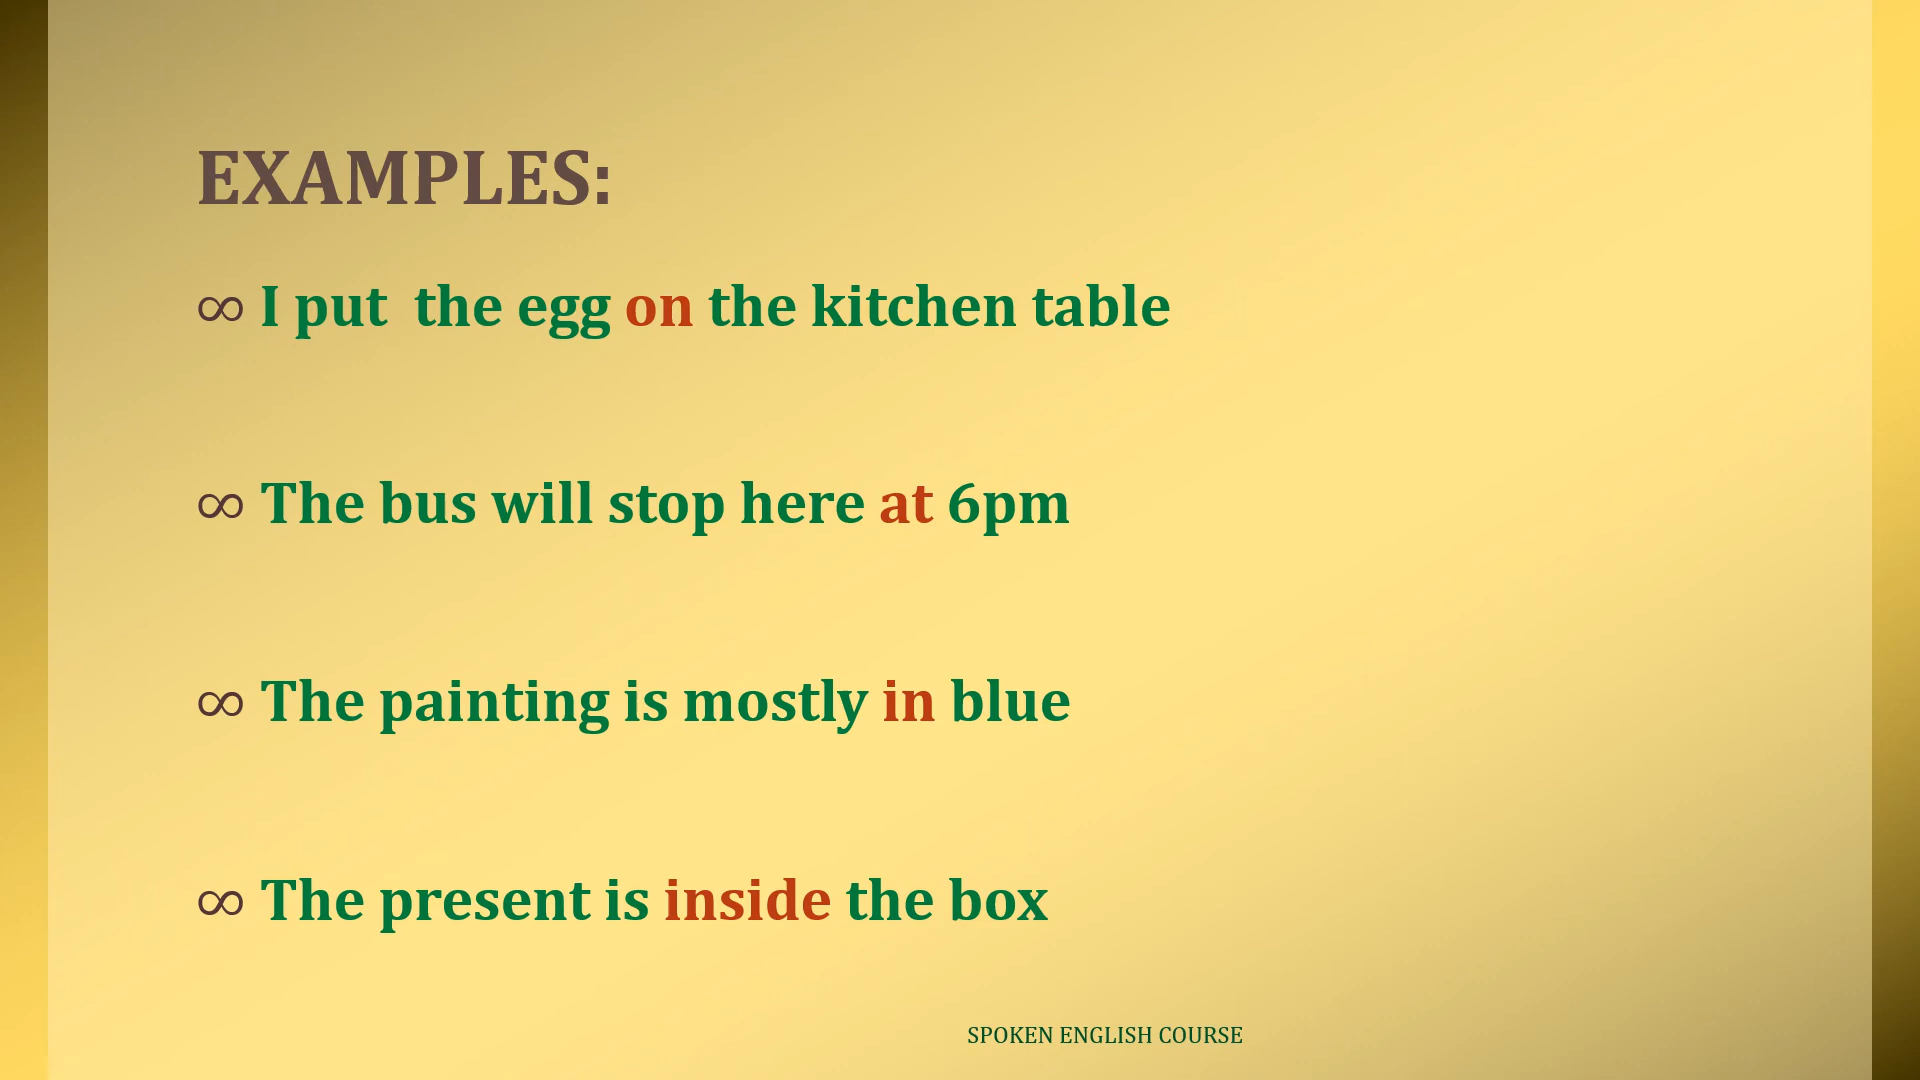 EXAMPLES:
∞ I put  the egg on the kitchen table
∞ The bus will stop here at 6pm
∞ The painting is mostly in blue
∞ The present is inside the box
SPOKEN ENGLISH COURSE